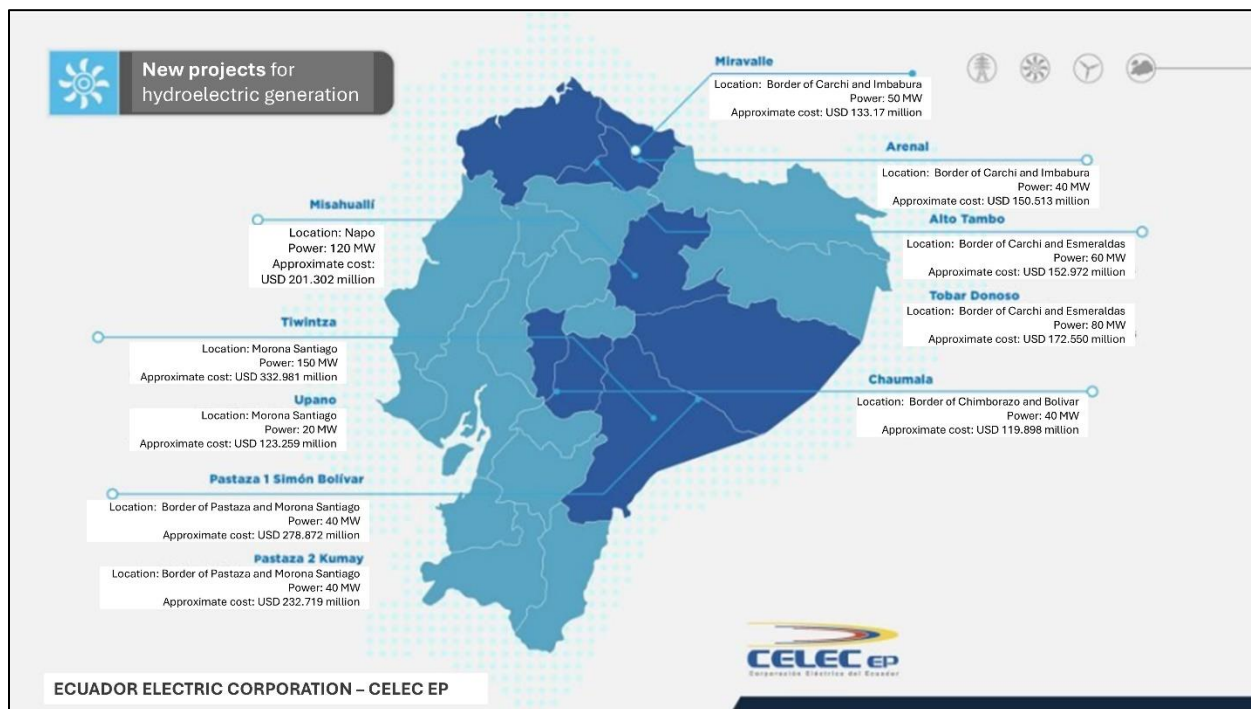 New projects for
hydroelectric generation
Miravalle
Location: Border of Carchi and Imbabura
Power: 50 MW
Approximate cost: USD 133.17 million
Arenal
Location: Border of Carchi and Imbabura
Power: 40 MW
Approximate cost: USD 150.513 million
Misahuallí
Location: Napo
Power: 120 MW
Approximate cost:
USD 201.302 million
Alto Tambo
Location: Border of Carchi and Esmeraldas
Power: 60 MW
Approximate cost: USD 152.972 million
Tobar Donoso
Location: Border of Carchi and Esmeraldas
Power: 80 MW
Approximate cost: USD 172.550 million
Tiwintza
Location: Morona Santiago
Power: 150 MW
Approximate cost: USD 332.981 million
Upano
Location: Morona Santiago
Power: 20 MW
Approximate cost: USD 123.259 million
Chaumala
Location: Border of Chimborazo and Bolivar
Power: 40 MW
Approximate cost: USD 119.898 million
Pastaza 1 Simón Bolívar
Location: Border of Pastaza and Morona Santiago
Power: 40 MW
Approximate cost: USD 278.872 million
Pastaza 2 Kumay
Location: Border of Pastaza and Morona Santiago
Power: 40 MW
Approximate cost: USD 232.719 million
CELEC EP
Corporación Eléctrica del Ecuador
ECUADOR ELECTRIC CORPORATION – CELEC EP